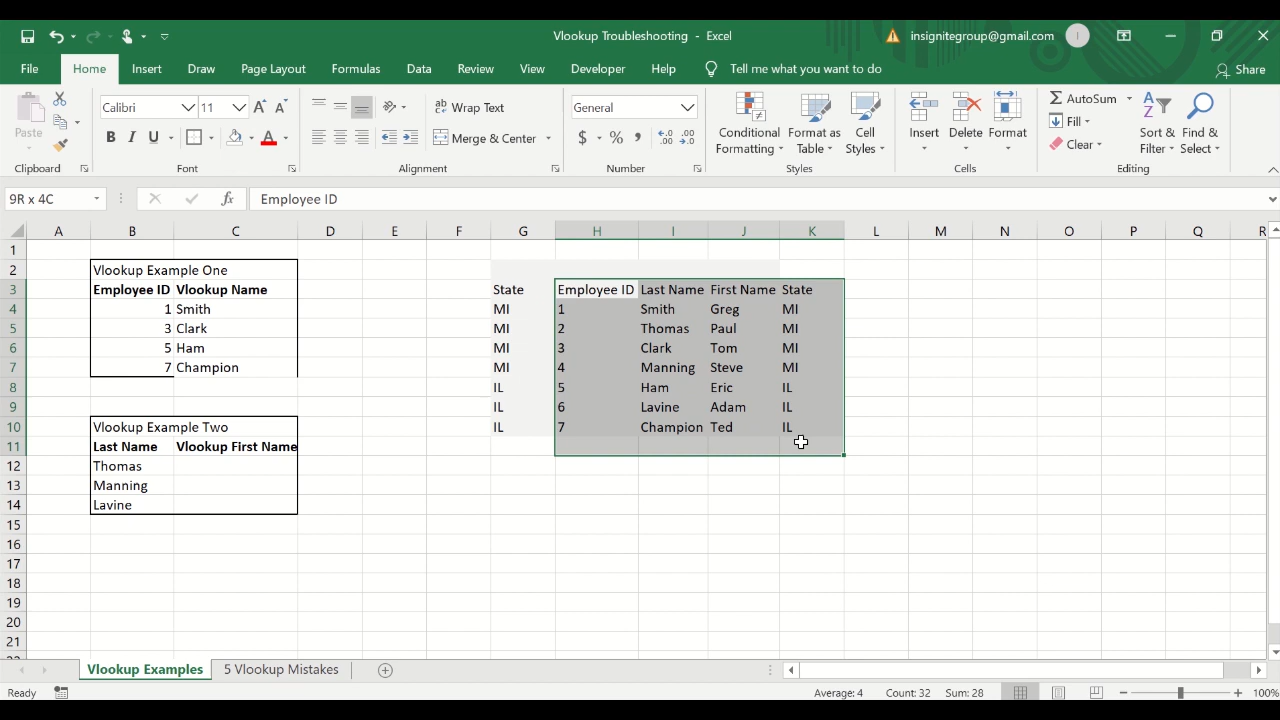 Vlookup Troubleshooting - Excel
insignitegroup@gmail.com
I
File Home Insert Draw Page Layout Formulas Data Review View Developer Help Tell me what you want to do Share
Paste
Calibri 11
B I U
Wrap Text
Merge & Center
General
$ % ,
Conditional Formatting
Format as Table
Cell Styles
Insert Delete Format
AutoSum
Fill
Clear
Sort & Filter
Find & Select
Clipboard Font Alignment Number Styles Cells Editing
9R x 4C fx Employee ID
A B C D E F G H I J K L M N O P Q R
1
2 Vlookup Example One
3 Employee ID Vlookup Name State Employee ID Last Name First Name State
4 1 Smith MI 1 Smith Greg MI
5 3 Clark MI 2 Thomas Paul MI
6 5 Ham MI 3 Clark Tom MI
7 7 Champion MI 4 Manning Steve MI
8 IL 5 Ham Eric IL
9 IL 6 Lavine Adam IL
10 Vlookup Example Two IL 7 Champion Ted IL
11 Last Name Vlookup First Name
12 Thomas
13 Manning
14 Lavine
15
16
17
18
19
20
21
Vlookup Examples 5 Vlookup Mistakes
Ready Average: 4 Count: 32 Sum: 28 100%